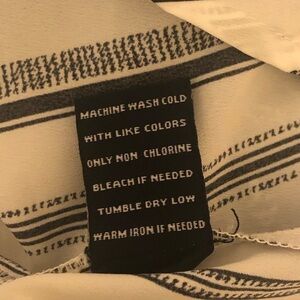 MACHINE WASH COLD
WITH LIKE COLORS
ONLY NON CHLORINE
BLEACH IF NEEDED
TUMBLE DRY LOW
WARM IRON IF NEEDED